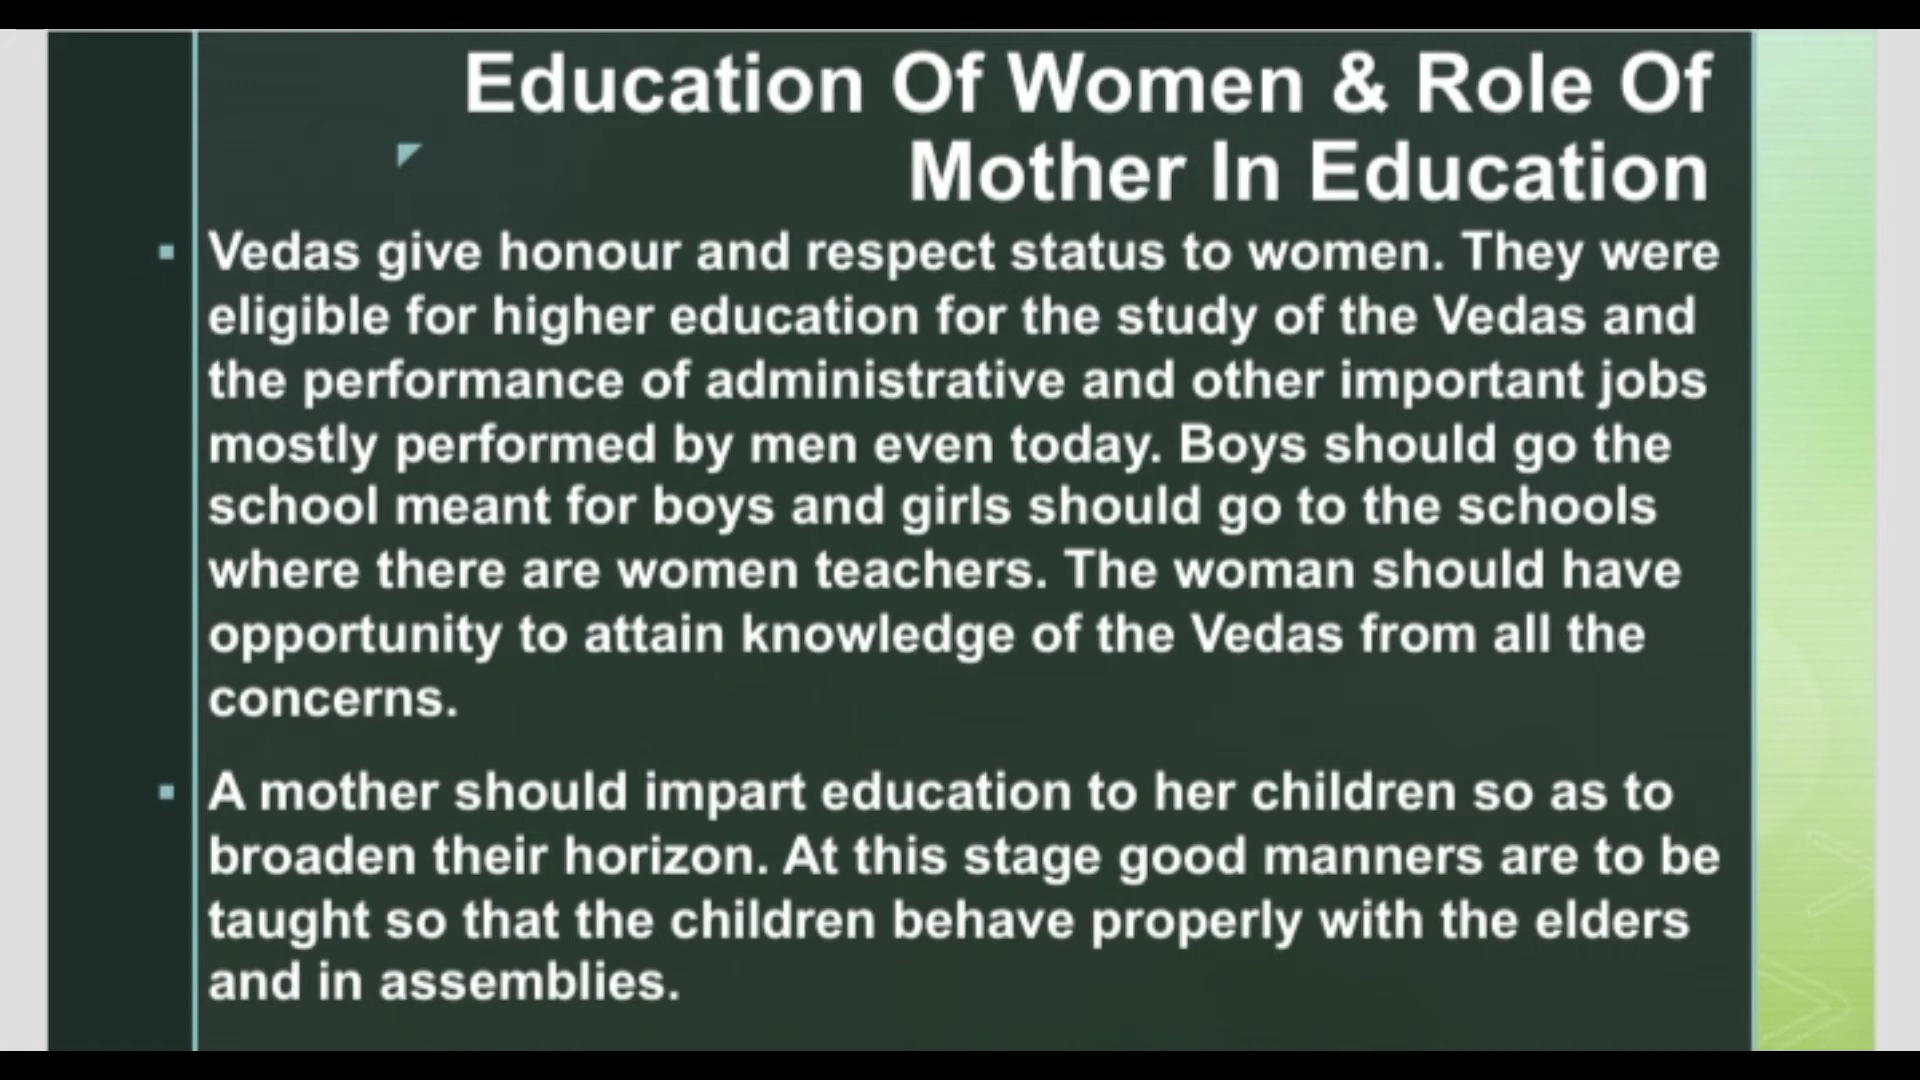 Education Of Women & Role Of
Mother In Education
Vedas give honour and respect status to women. They were
eligible for higher education for the study of the Vedas and
the performance of administrative and other important jobs
mostly performed by men even today. Boys should go the
school meant for boys and girls should go to the schools
where there are women teachers. The woman should have
opportunity to attain knowledge of the Vedas from all the
concerns.
A mother should impart education to her children so as to
broaden their horizon. At this stage good manners are to be
taught so that the children behave properly with the elders
and in assemblies.